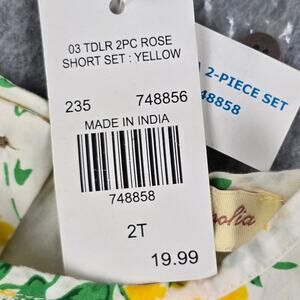 03 TDLR 2PC ROSE
SHORT SET : YELLOW
235 748856
MADE IN INDIA
748858
2T
19.99
2-PIECE SET
48858